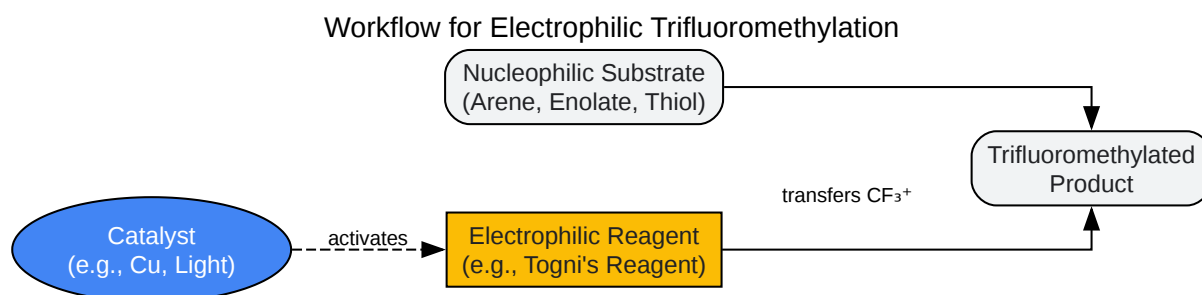 Workflow for Electrophilic Trifluoromethylation
Nucleophilic Substrate
(Arene, Enolate, Thiol)
Trifluoromethylated
Product
transfers CF₃⁺
Catalyst
(e.g., Cu, Light)
activates
Electrophilic Reagent
(e.g., Togni's Reagent)